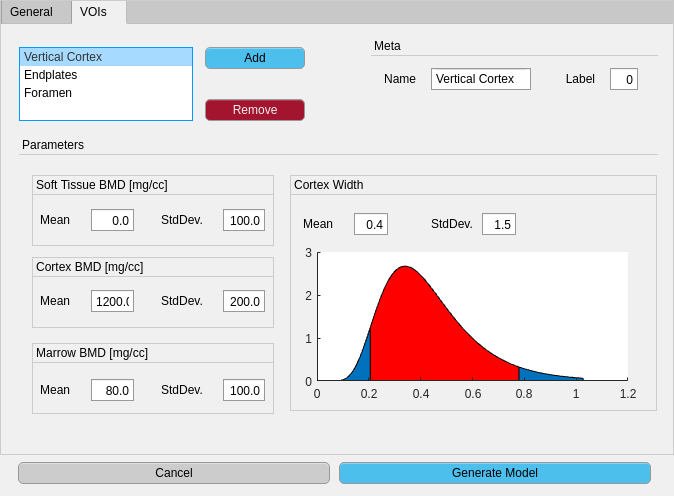 General VOIs
Vertical Cortex
Endplates
Foramen
Add
Remove
Meta
Name Vertical Cortex Label 0
Parameters
Soft Tissue BMD [mg/cc]
Mean 0.0 StdDev. 100.0
Cortex BMD [mg/cc]
Mean 1200.0 StdDev. 200.0
Marrow BMD [mg/cc]
Mean 80.0 StdDev. 100.0
Cortex Width
Mean 0.4 StdDev. 1.5
3
2
1
0
0 0.2 0.4 0.6 0.8 1 1.2
Cancel Generate Model